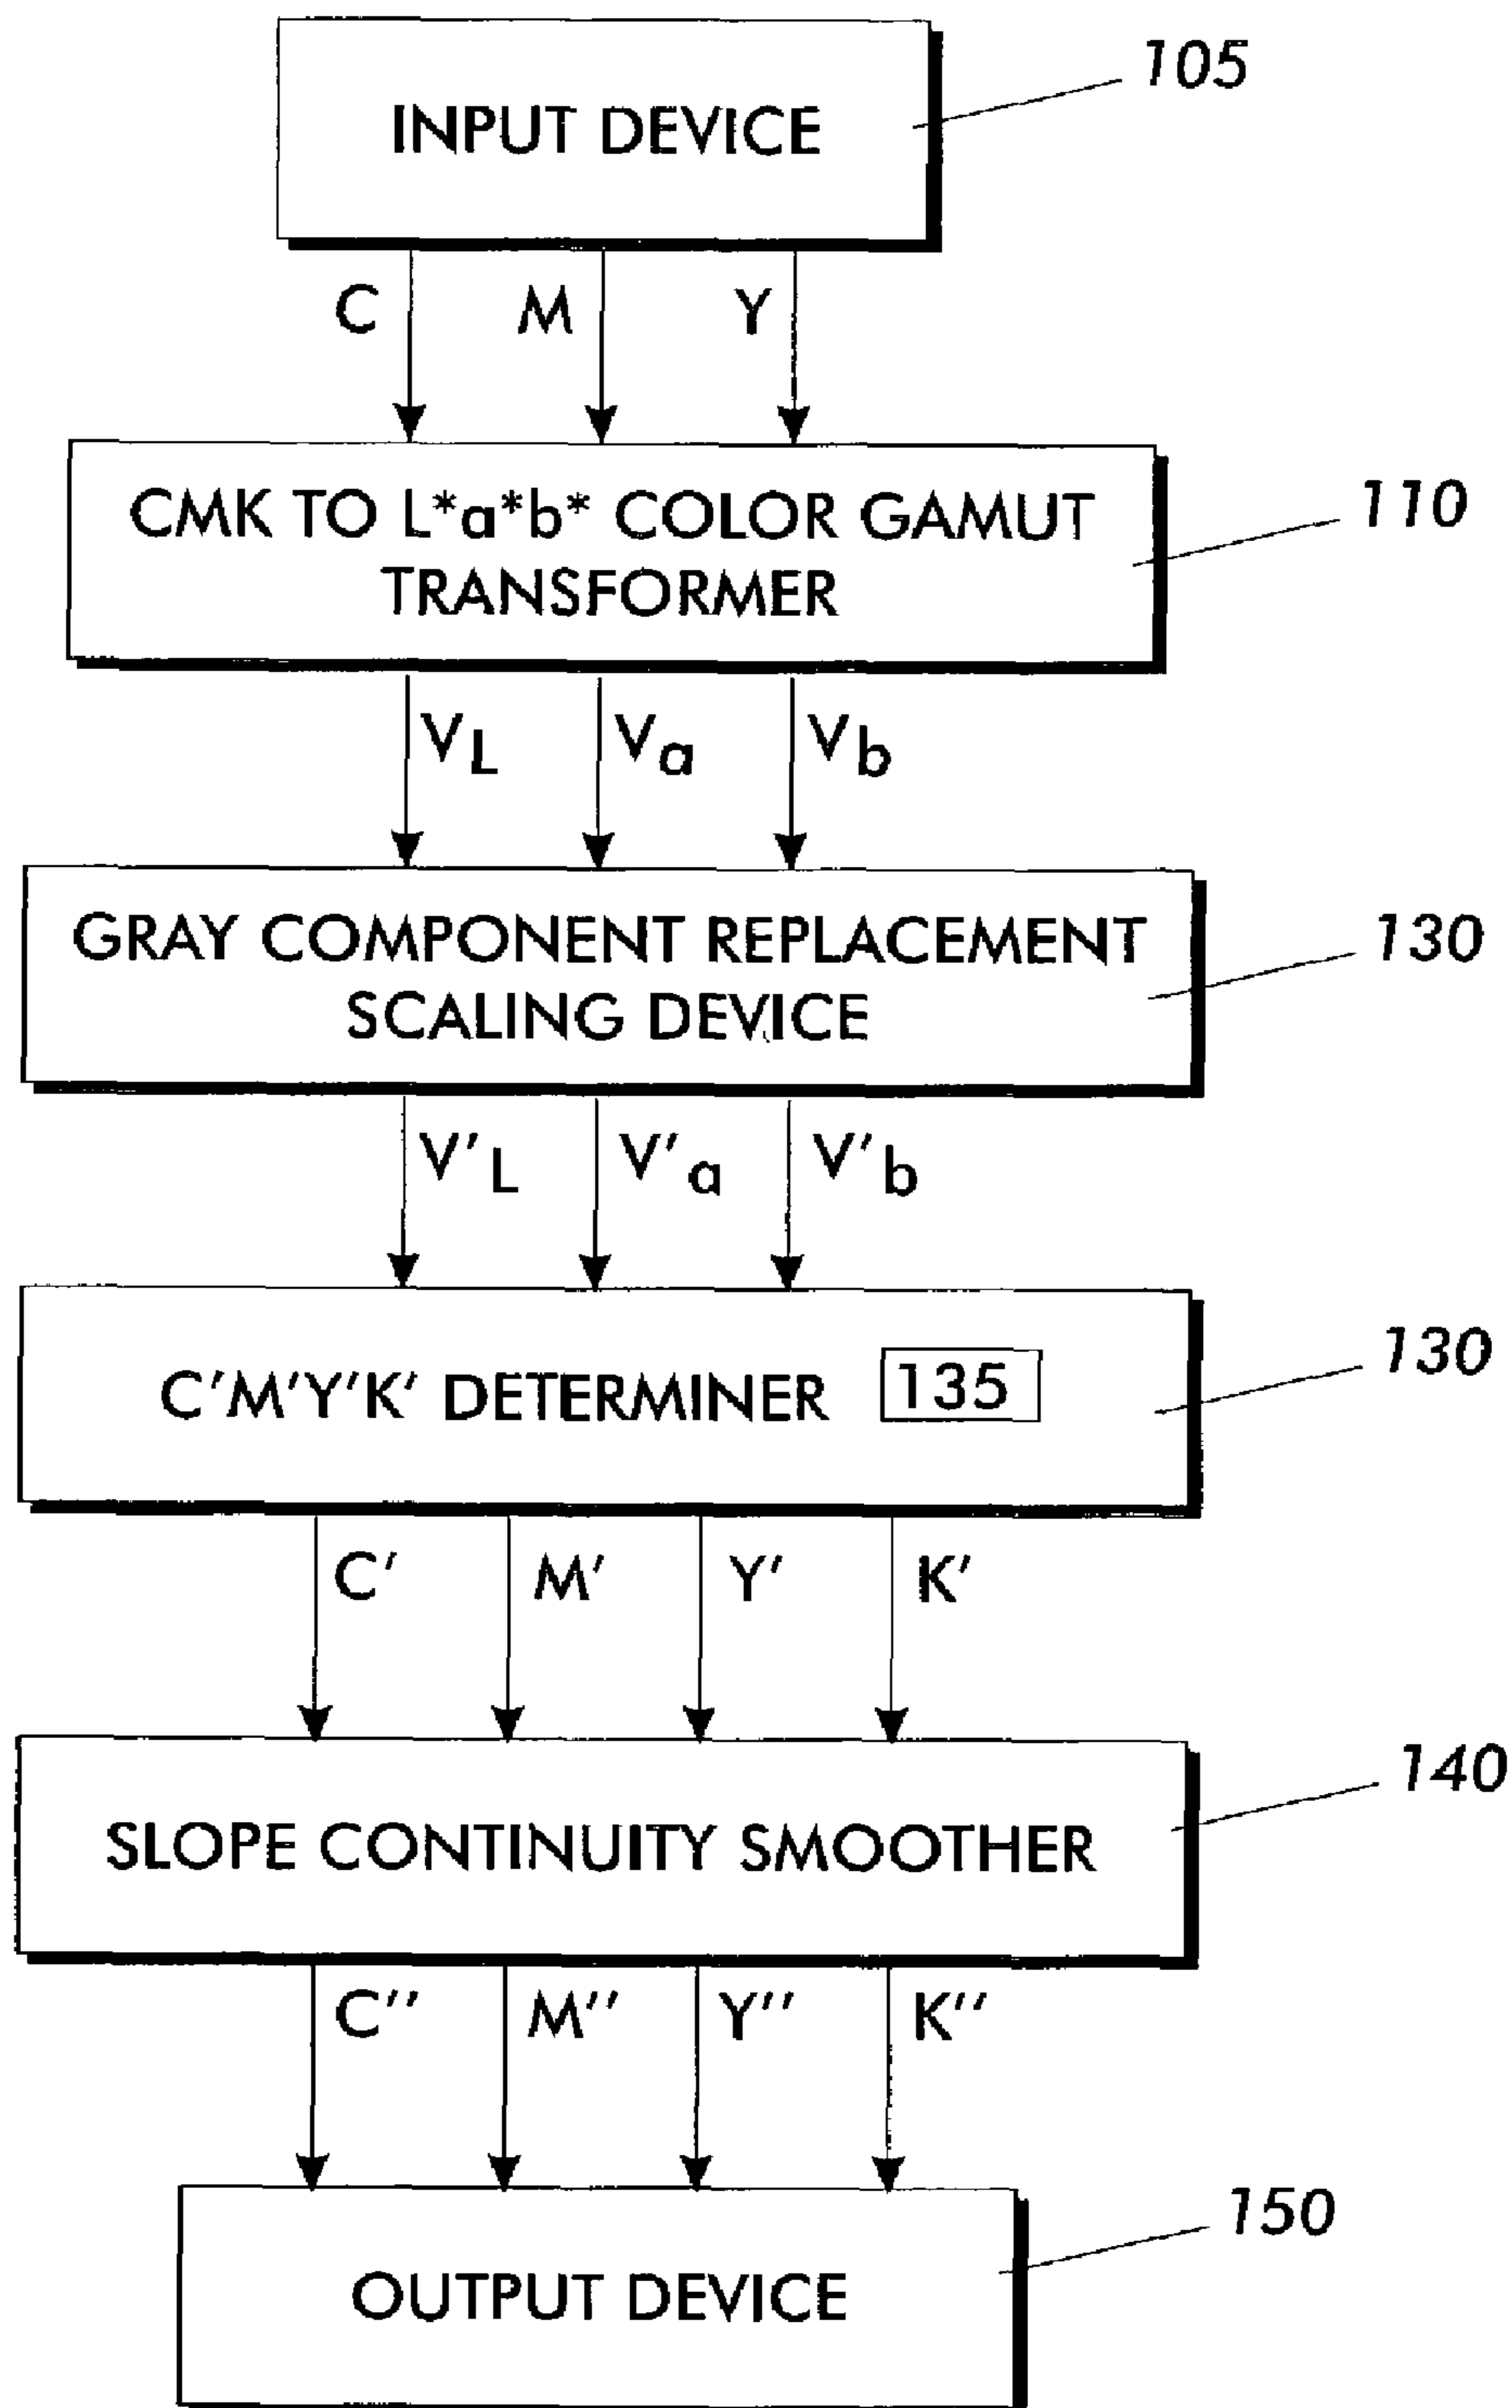 INPUT DEVICE
105
C M Y
CMK TO L*a*b* COLOR GAMUT
TRANSFORMER
110
VL Va Vb
GRAY COMPONENT REPLACEMENT
SCALING DEVICE
130
V'L V'a V'b
C'M'Y'K' DETERMINER 135
130
C' M' Y' K'
SLOPE CONTINUITY SMOOTHER
140
C'' M'' Y'' K''
OUTPUT DEVICE
150